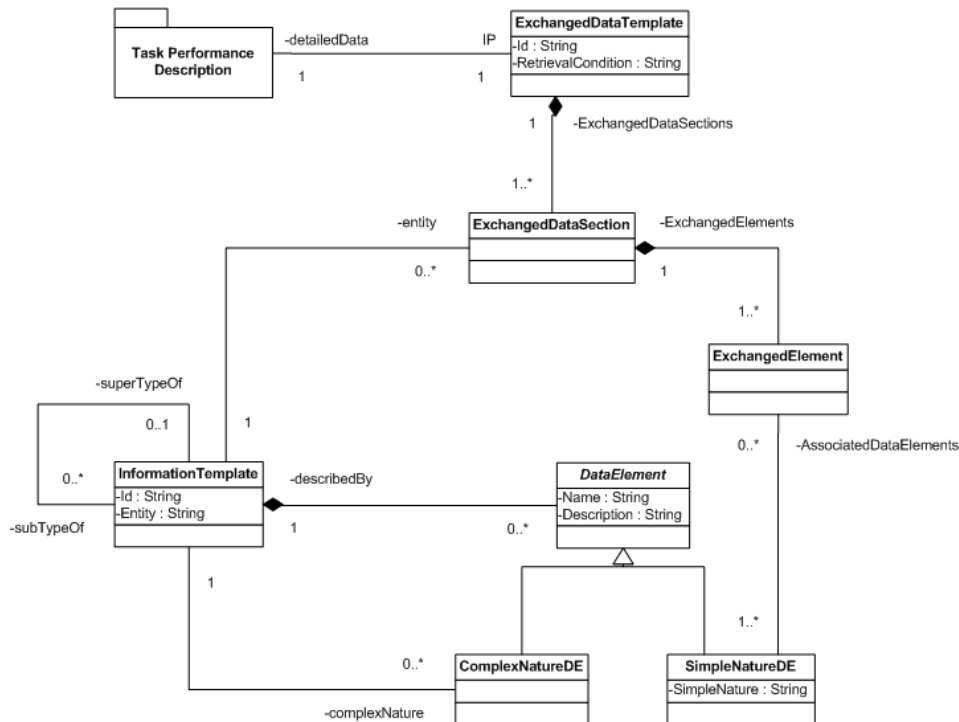 ExchangedDataTemplate
-Id : String
-RetrievalCondition : String
Task Performance
Description
-detailedData
IP
1
1
1
-ExchangedDataSections
1..*
-entity
ExchangedDataSection
-ExchangedElements
0..*
1
1..*
ExchangedElement
-superTypeOf
0..1
1
0..*
-AssociatedDataElements
InformationTemplate
-Id : String
-Entity : String
0..*
-subTypeOf
-describedBy
1
0..*
DataElement
-Name : String
-Description : String
1
1..*
0..*
ComplexNatureDE
SimpleNatureDE
-SimpleNature : String
-complexNature